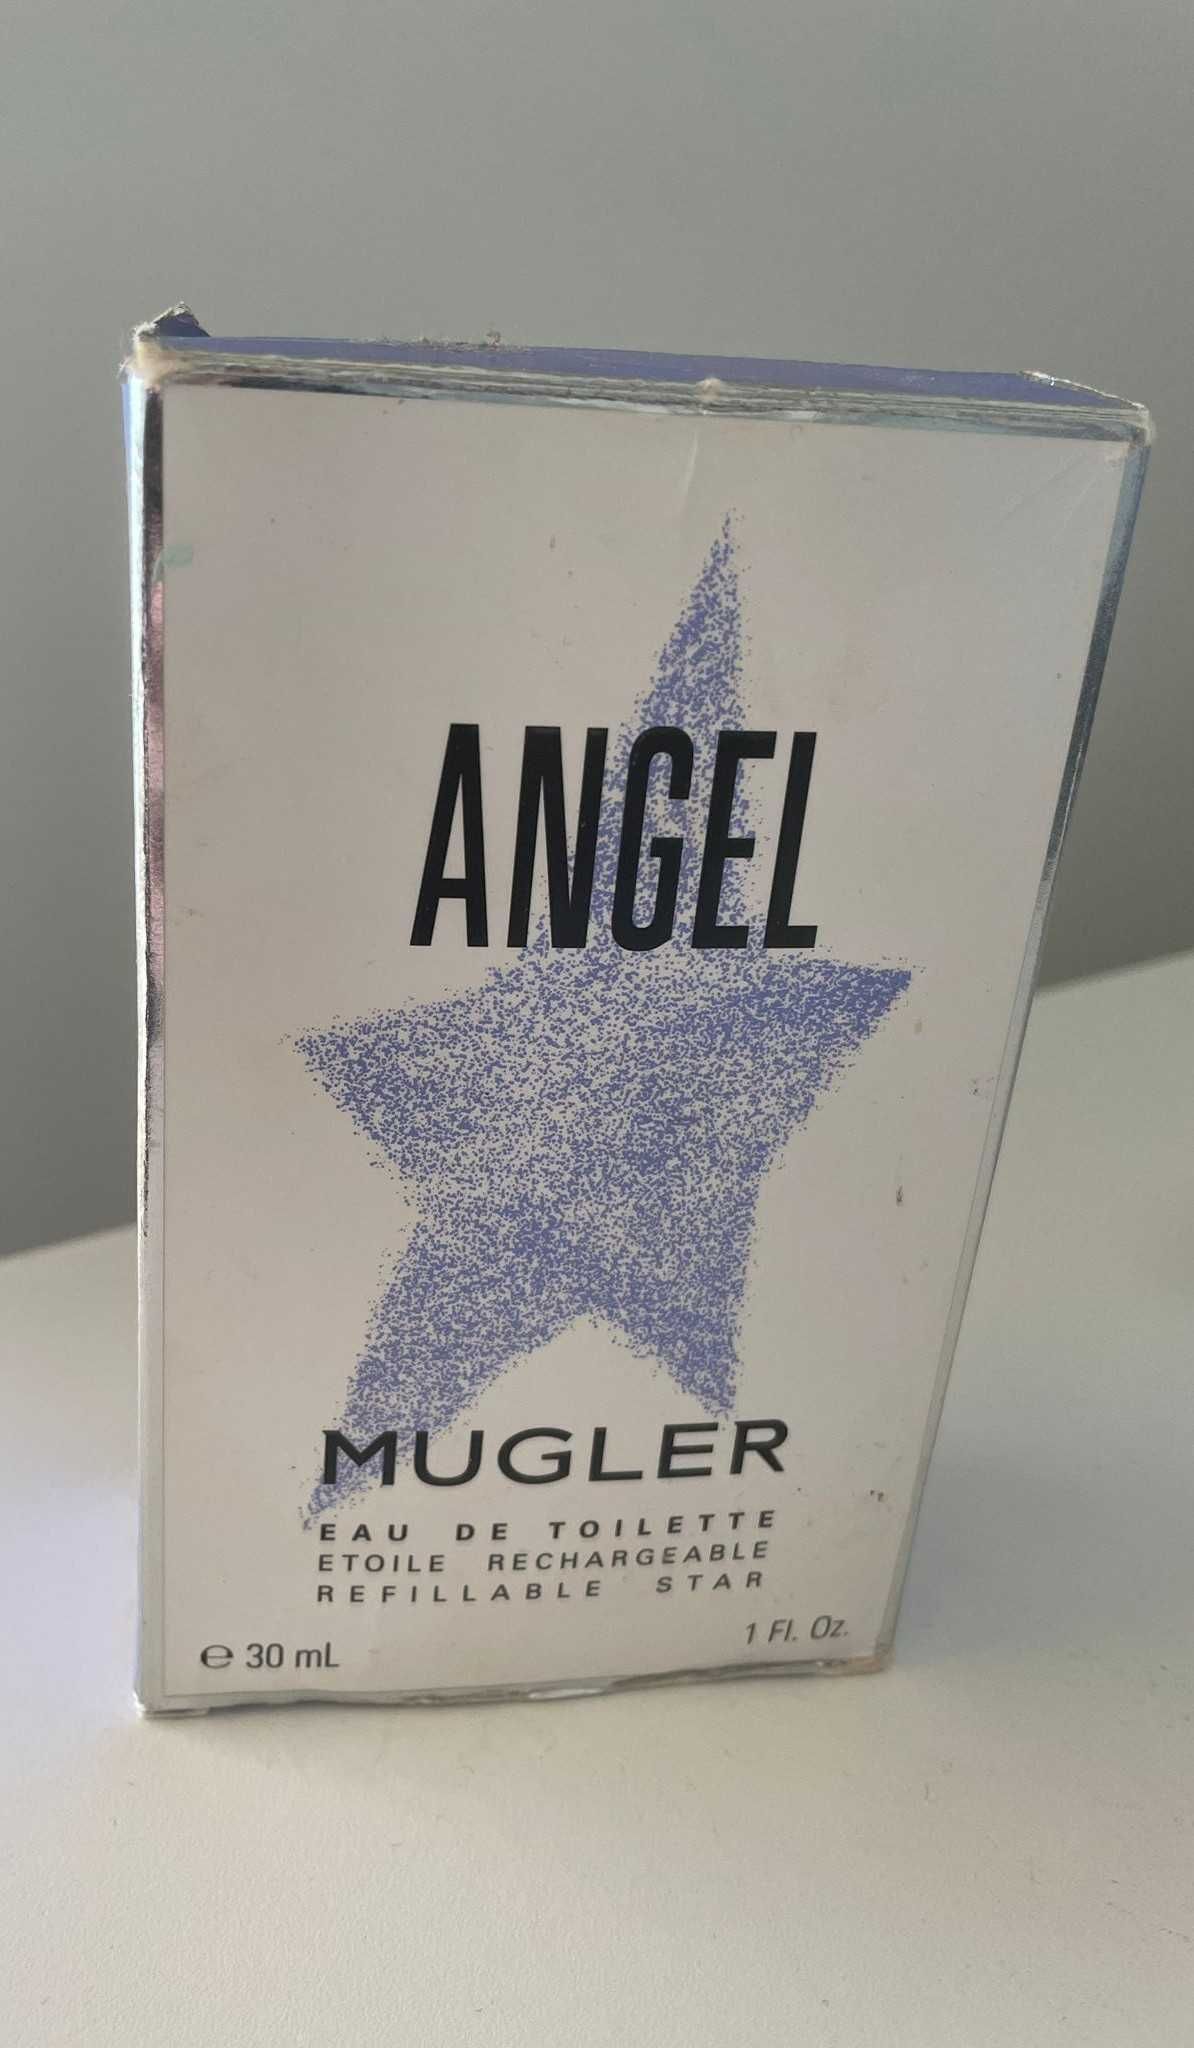 ANGEL
MUGLER
EAU DE TOILETTE
ETOILE RECHARGEABLE
REFILLABLE STAR
℮ 30 mL
1 Fl. Oz.